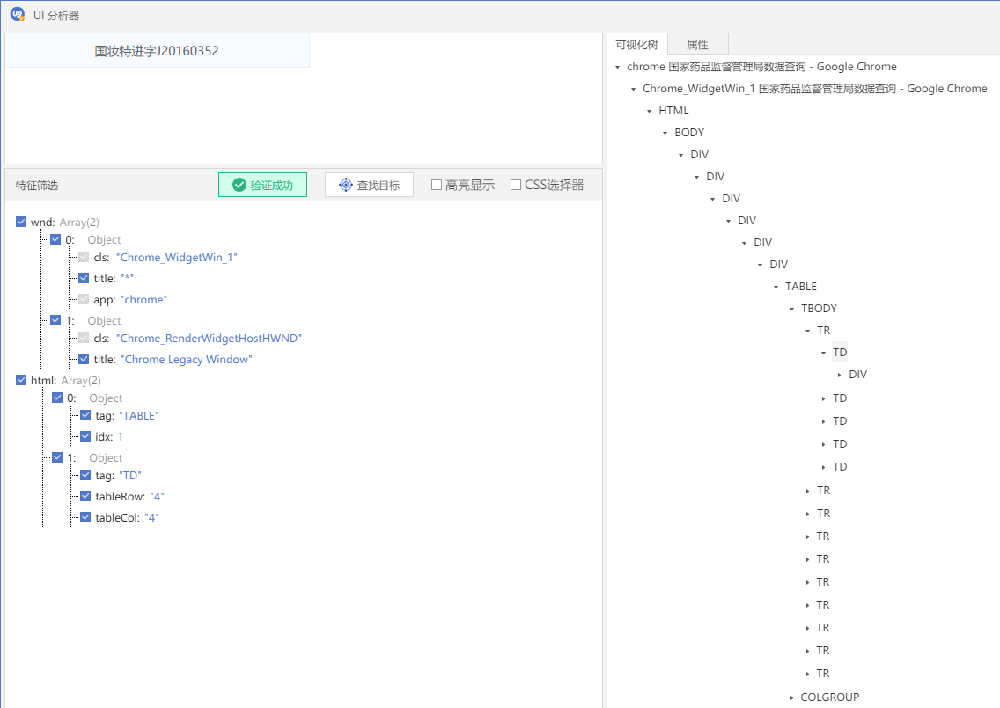 UB UI 分析器
国妆特进字J20160352
特征筛选 验证成功 查找目标 高亮显示 CSS选择器
wnd: Array(2)
0: Object
cls: "Chrome_WidgetWin_1"
title: "*"
app: "chrome"
1: Object
cls: "Chrome_RenderWidgetHostHWND"
title: "Chrome Legacy Window"
html: Array(2)
0: Object
tag: "TABLE"
idx: 1
1: Object
tag: "TD"
tableRow: "4"
tableCol: "4"
可视化树 属性
chrome 国家药品监督管理局数据查询 - Google Chrome
Chrome_WidgetWin_1 国家药品监督管理局数据查询 - Google Chrome
HTML
BODY
DIV
DIV
DIV
DIV
DIV
DIV
TABLE
TBODY
TR
TD
DIV
TD
TD
TD
TD
TR
TR
TR
TR
TR
TR
TR
TR
TR
COLGROUP